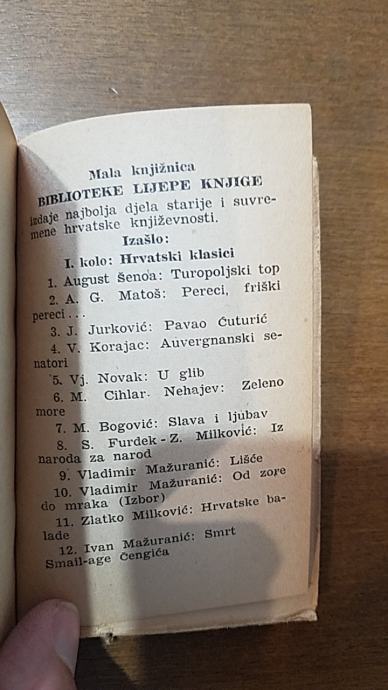 Mala knjižnica
BIBLIOTEKE LIJEPE KNJIGE
izdaje najbolja djela starije i suvre-
mene hrvatske književnosti.
Izašlo:
I. kolo: Hrvatski klasici
1. August Šenoa: Turopoljski top
2. A. G. Matoš: Pereci, friški
pereci...
3. J. Jurković: Pavao Čuturić
4. V. Korajac: Auvergnanski se-
natori
5. Vj. Novak: U glib
6. M. Cihlar-Nehajev: Zeleno
more
7. M. Bogović: Slava i ljubav
8. S. Furdek-Z. Milković: Iz
naroda za narod
9. Vladimir Mažuranić: Lišće
10. Vladimir Mažuranić: Od zore
do mraka (Izbor)
11. Zlatko Milković: Hrvatske ba-
lade
12. Ivan Mažuranić: Smrt
Smail-age Čengića